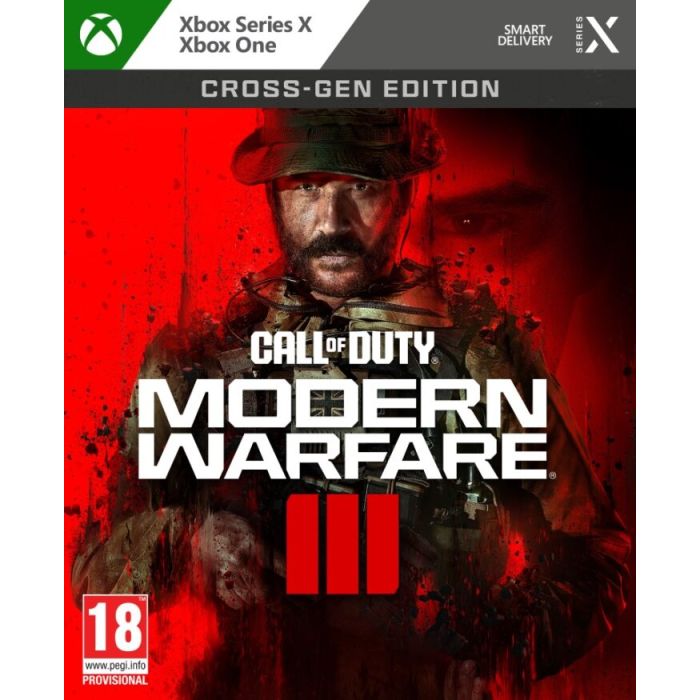 Xbox Series X
Xbox One
SMART
DELIVERY
SERIES
X
CROSS-GEN EDITION
CALL OF DUTY®
MODERN
WARFARE®
III
18
™
www.pegi.info
PROVISIONAL